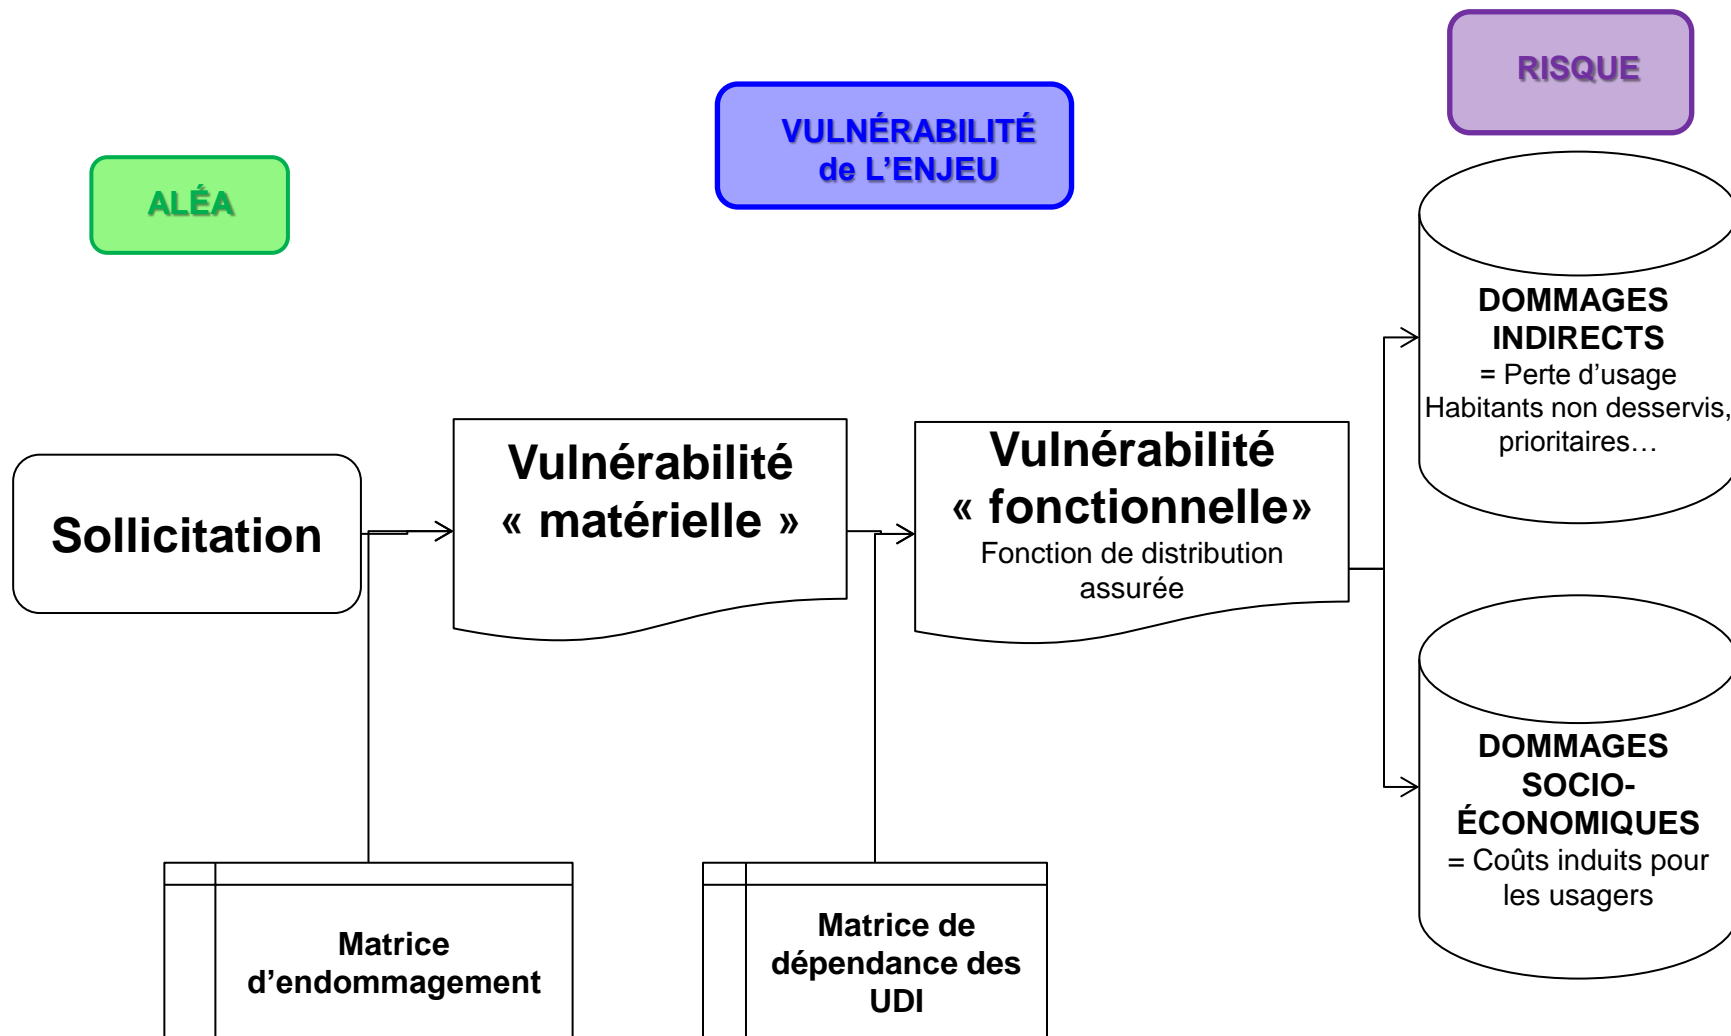 RISQUE
VULNÉRABILITÉ
de L’ENJEU
ALÉA
DOMMAGES
INDIRECTS
= Perte d’usage
Habitants non desservis,
prioritaires…
Sollicitation
Vulnérabilité
« matérielle »
Vulnérabilité
« fonctionnelle»
Fonction de distribution
assurée
DOMMAGES
SOCIO-
ÉCONOMIQUES
= Coûts induits pour
les usagers
Matrice
d’endommagement
Matrice de
dépendance des
UDI